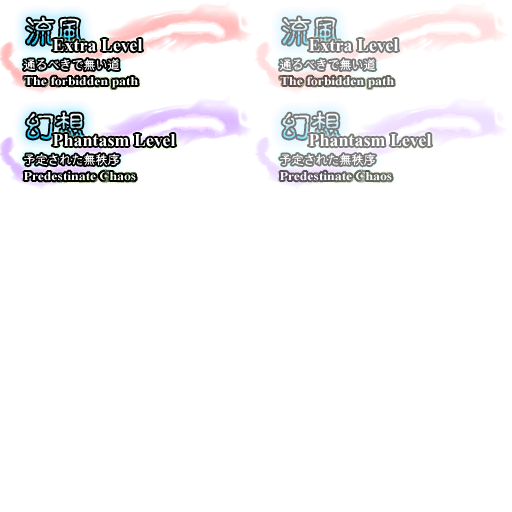 流風
Extra Level
通るべきで無い道
The forbidden path
流風
Extra Level
通るべきで無い道
The forbidden path
幻想
Phantasm Level
予定された無秩序
Predestinate Chaos
幻想
Phantasm Level
予定された無秩序
Predestinate Chaos